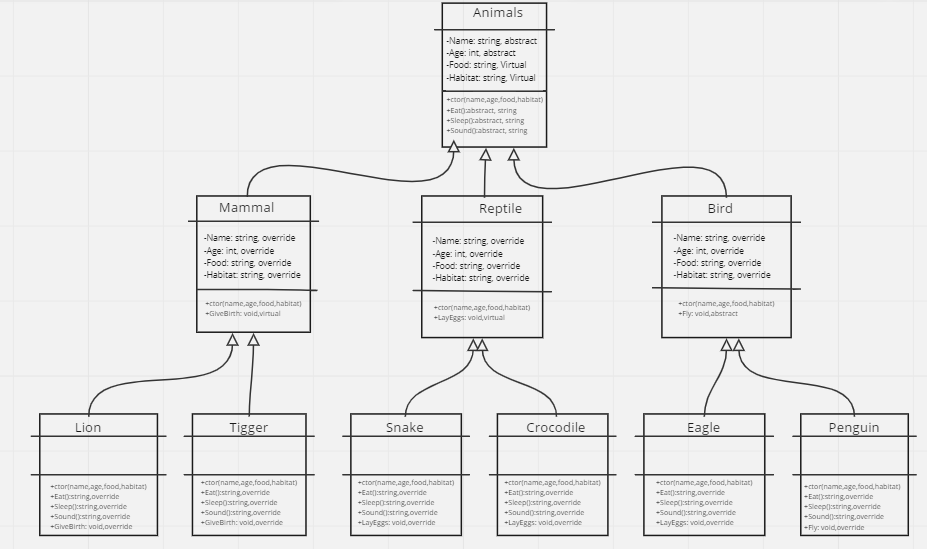 Animals
-Name: string, abstract
-Age: int, abstract
-Food: string, Virtual
-Habitat: string, Virtual
+ctor(name,age,food,habitat)
+Eat():abstract, string
+Sleep():abstract, string
+Sound():abstract, string
Mammal
-Name: string, override
-Age: int, override
-Food: string, override
-Habitat: string, override
+ctor(name,age,food,habitat)
+GiveBirth: void,virtual
Reptile
-Name: string, override
-Age: int, override
-Food: string, override
-Habitat: string, override
+ctor(name,age,food,habitat)
+LayEggs: void,virtual
Bird
-Name: string, override
-Age: int, override
-Food: string, override
-Habitat: string, override
+ctor(name,age,food,habitat)
+Fly: void,abstract
Lion
+ctor(name,age,food,habitat)
+Eat():string,override
+Sleep():string,override
+Sound():string,override
+GiveBirth: void,override
Tigger
+ctor(name,age,food,habitat)
+Eat():string,override
+Sleep():string,override
+Sound():string,override
+GiveBirth: void,override
Snake
+ctor(name,age,food,habitat)
+Eat():string,override
+Sleep():string,override
+Sound():string,override
+LayEggs: void,override
Crocodile
+ctor(name,age,food,habitat)
+Eat():string,override
+Sleep():string,override
+Sound():string,override
+LayEggs: void,override
Eagle
+ctor(name,age,food,habitat)
+Eat():string,override
+Sleep():string,override
+Sound():string,override
+LayEggs: void,override
Penguin
+ctor(name,age,food,habitat)
+Eat():string,override
+Sleep():string,override
+Sound():string,override
+Fly: void,override